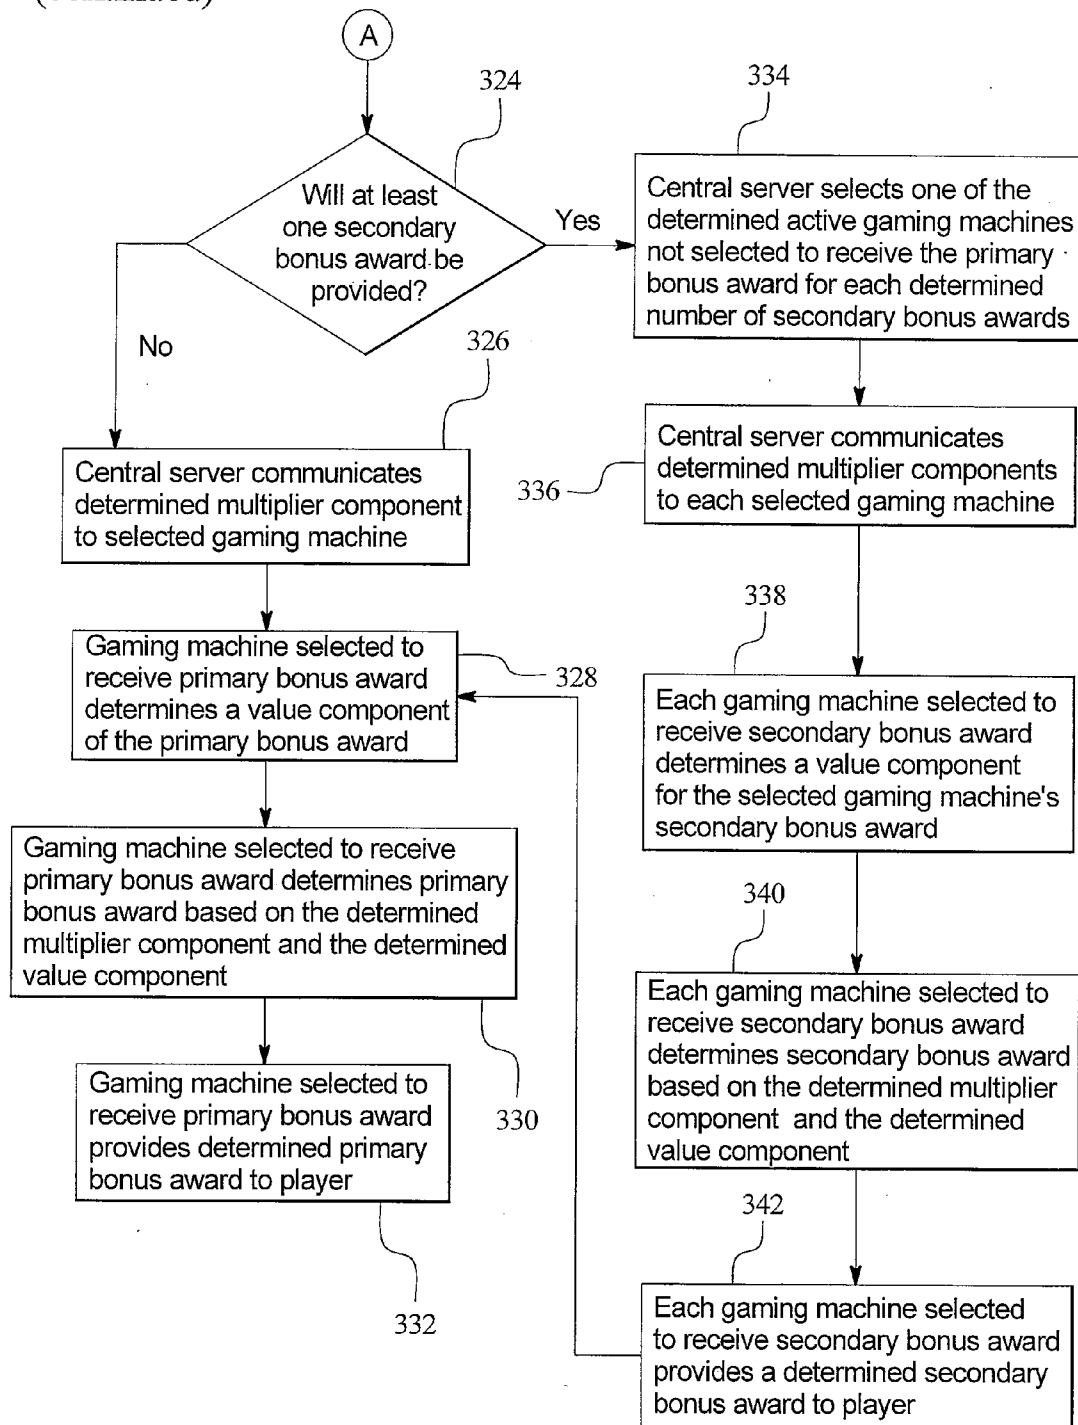 A
324
Will at least
one secondary
bonus award be
provided?
Yes
No
334
Central server selects one of the
determined active gaming machines
not selected to receive the primary
bonus award for each determined
number of secondary bonus awards
326
Central server communicates
determined multiplier component
to selected gaming machine
336
Central server communicates
determined multiplier components
to each selected gaming machine
Gaming machine selected to
receive primary bonus award
determines a value component
of the primary bonus award
328
338
Each gaming machine selected to
receive secondary bonus award
determines a value component
for the selected gaming machine's
secondary bonus award
Gaming machine selected to receive
primary bonus award determines primary
bonus award based on the determined
multiplier component and the determined
value component
330
340
Each gaming machine selected to
receive secondary bonus award
determines secondary bonus award
based on the determined multiplier
component and the determined
value component
Gaming machine selected to
receive primary bonus award
provides determined primary
bonus award to player
332
342
Each gaming machine selected
to receive secondary bonus award
provides a determined secondary
bonus award to player